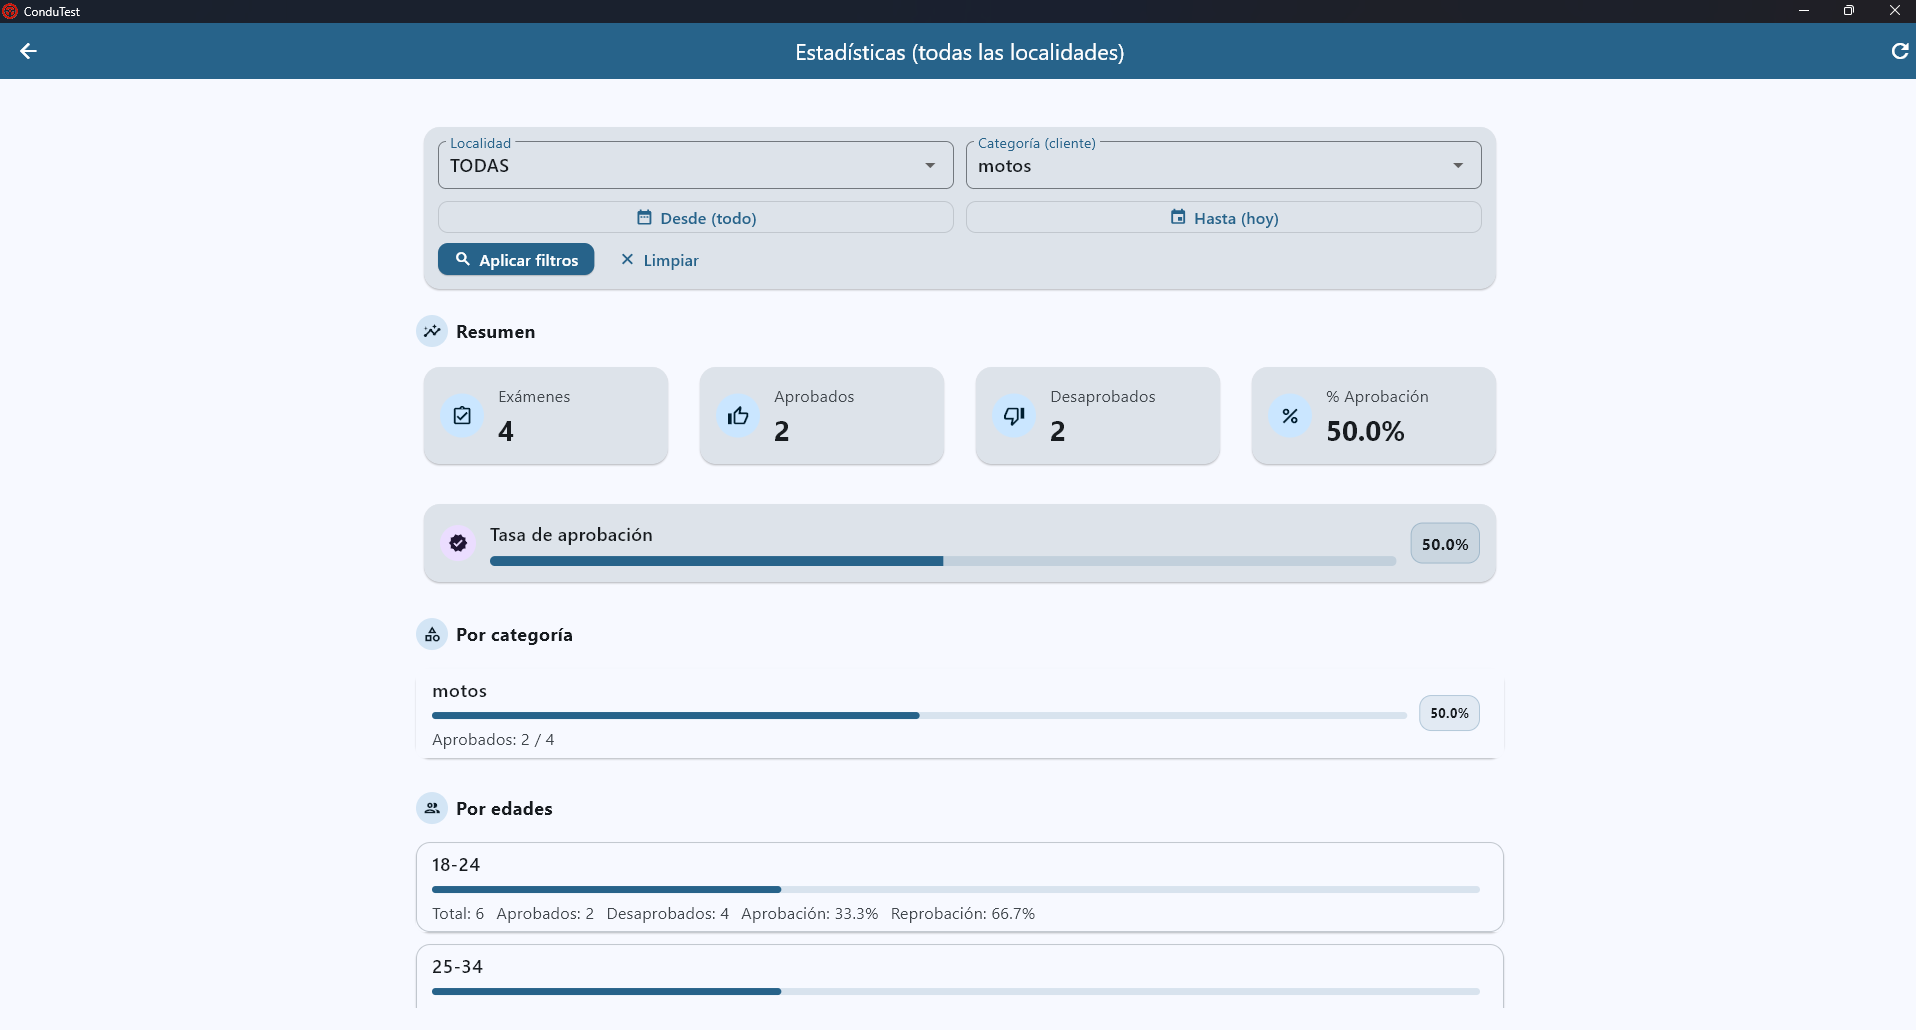 ConduTest
Estadísticas (todas las localidades)
Localidad
TODAS
Categoría (cliente)
motos
Desde (todo)
Hasta (hoy)
Aplicar filtros
Limpiar
Resumen
Exámenes
4
Aprobados
2
Desaprobados
2
% Aprobación
50.0%
Tasa de aprobación
50.0%
Por categoría
motos
50.0%
Aprobados: 2 / 4
Por edades
18-24
Total: 6 Aprobados: 2 Desaprobados: 4 Aprobación: 33.3% Reprobación: 66.7%
25-34